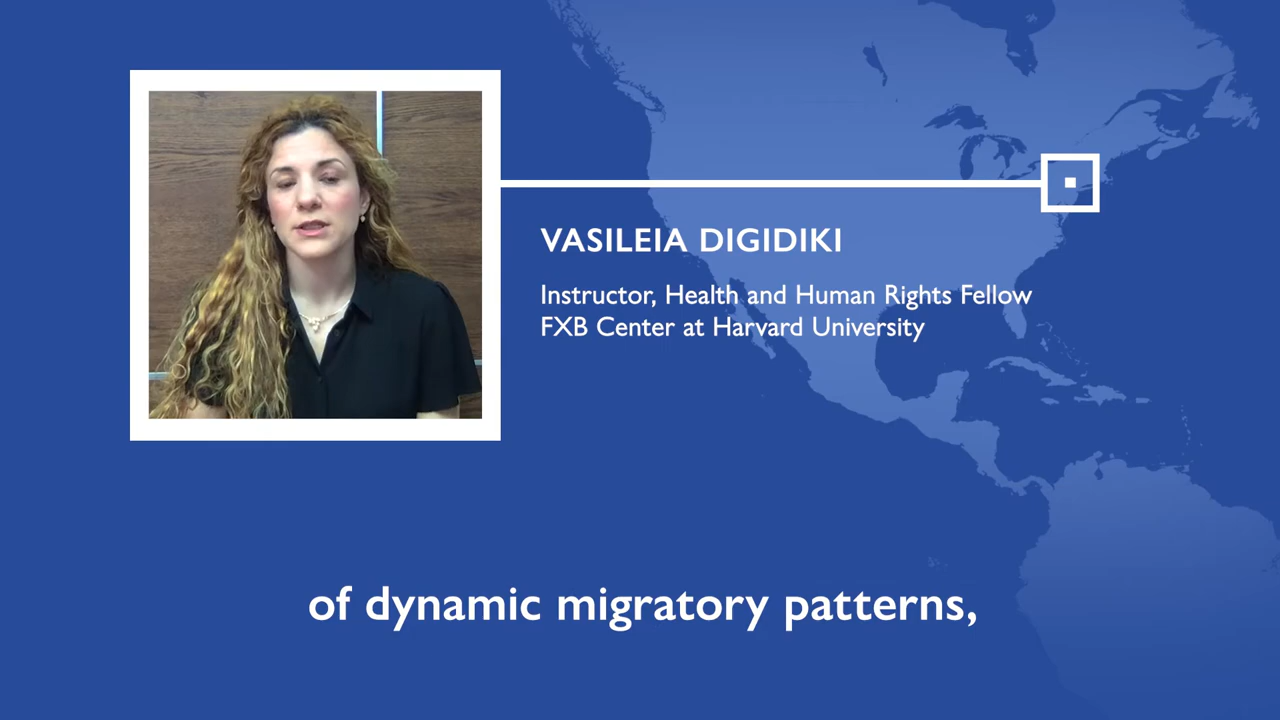 VASILEIA DIGIDIKI
Instructor, Health and Human Rights Fellow
FXB Center at Harvard University
of dynamic migratory patterns,